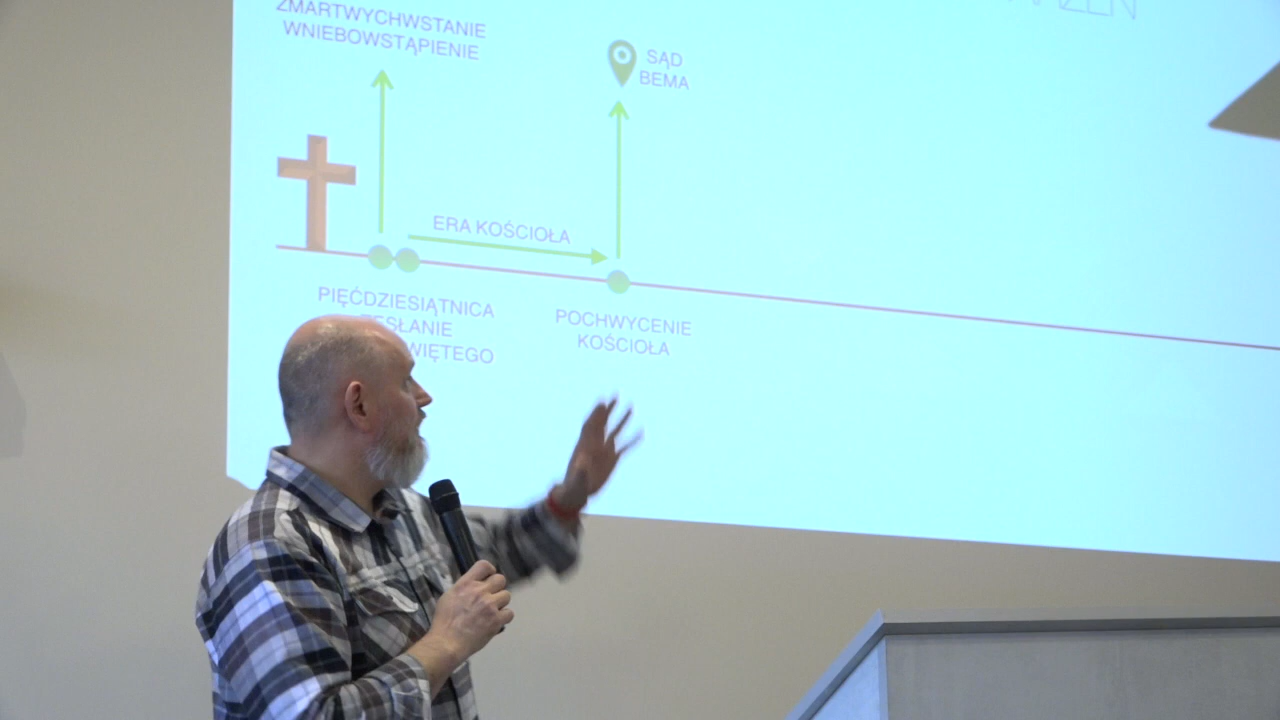 ZMARTWYCHWSTANIE
WNIEBOWSTĄPIENIE
SĄD
BEMA
ERA KOŚCIOŁA
PIĘĆDZIESIĄTNICA
POCHWYCENIE
KOŚCIOŁA